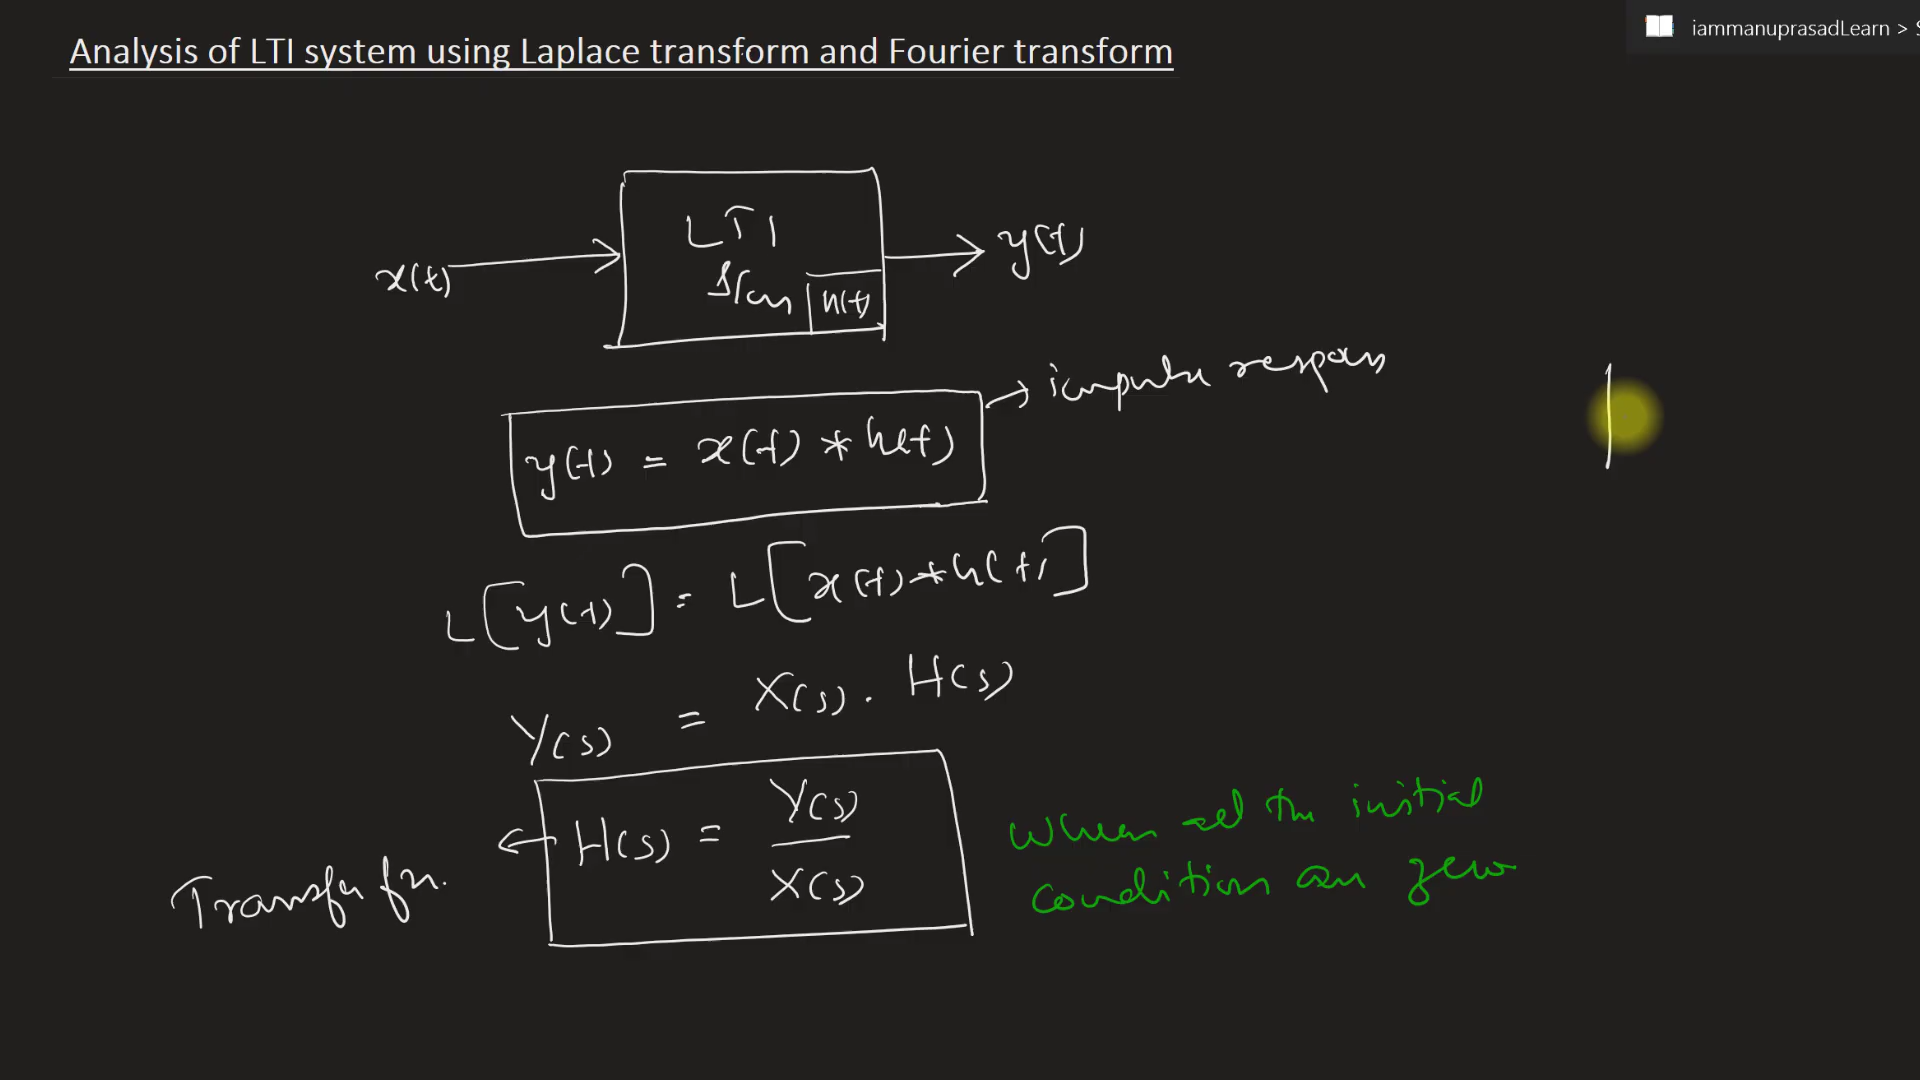 iammanuprasadLearn >
Analysis of LTI system using Laplace transform and Fourier transform
LTI
x(t)
y(t)
h(t)
impulse respons
y(t) = x(t) * h(t)
L[y(t)] = L[x(t)*h(t)]
Y(s) = X(s) . H(s)
H(s) = Y(s) / X(s)
When all the initial
condition are zero
Transfer fn.